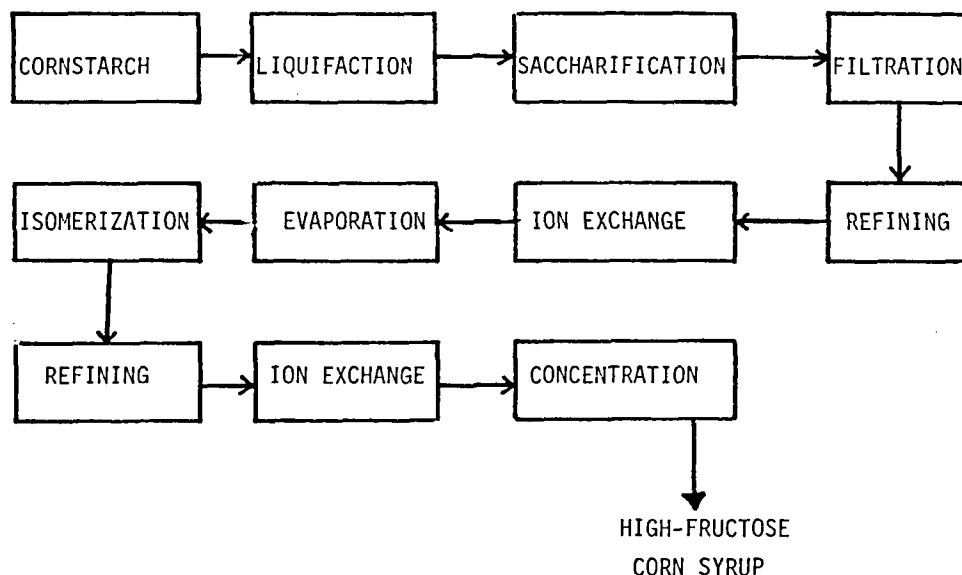 CORNSTARCH
LIQUIFACTION
SACCHARIFICATION
FILTRATION
REFINING
ION EXCHANGE
EVAPORATION
ISOMERIZATION
REFINING
ION EXCHANGE
CONCENTRATION
HIGH-FRUCTOSE
CORN SYRUP